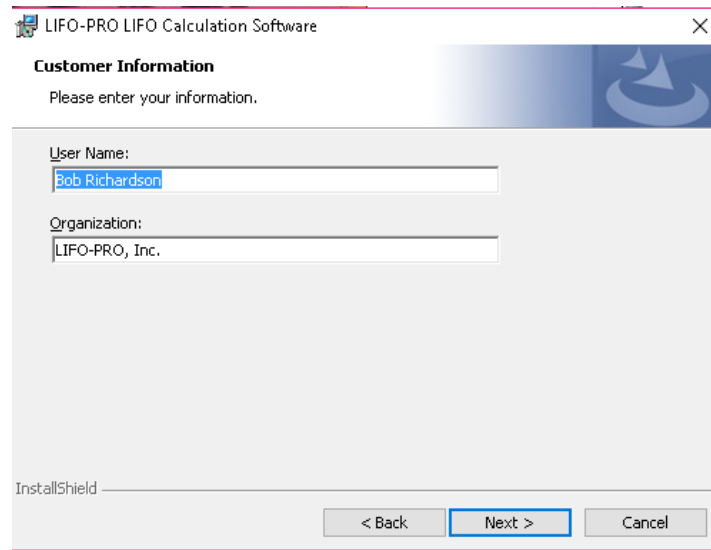 LIFO-PRO LIFO Calculation Software
Customer Information
Please enter your information.
User Name:
Bob Richardson
Organization:
LIFO-PRO, Inc.
InstallShield
< Back Next > Cancel